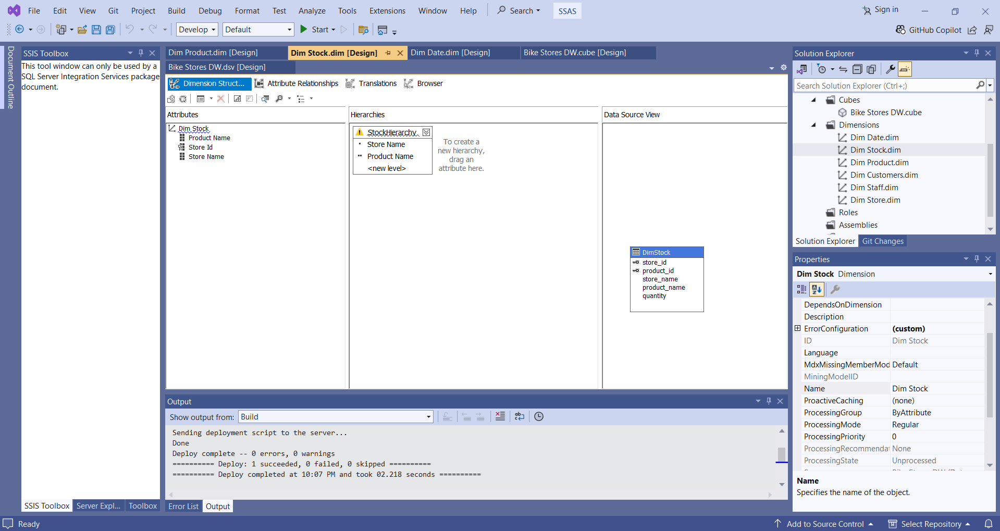 File Edit View Git Project Build Debug Format Test Analyze Tools Extensions Window Help Search SSAS Sign in
Develop Default Start GitHub Copilot
Document Outline
SSIS Toolbox
This tool window can only be used by a
SQL Server Integration Services package
document.
SSIS Toolbox Server Expl... Toolbox
Dim Product.dim [Design] Dim Stock.dim [Design] Dim Date.dim [Design] Bike Stores DW.cube [Design]
Bike Stores DW.dsv [Design]
Dimension Struct... Attribute Relationships Translations Browser
Attributes
Dim Stock
Product Name
Store Id
Store Name
Hierarchies
StockHierarchy
Store Name
Product Name
<new level>
To create a
new hierarchy,
drag an
attribute here.
Data Source View
DimStock
store_id
product_id
store_name
product_name
quantity
Output
Show output from: Build
Sending deployment script to the server...
Done
Deploy complete -- 0 errors, 0 warnings
========== Deploy: 1 succeeded, 0 failed, 0 skipped ==========
========== Deploy completed at 10:07 PM and took 02.218 seconds ==========
Error List Output
Solution Explorer
Search Solution Explorer (Ctrl+;)
Cubes
Bike Stores DW.cube
Dimensions
Dim Date.dim
Dim Stock.dim
Dim Product.dim
Dim Customers.dim
Dim Staff.dim
Dim Store.dim
Roles
Assemblies
Solution Explorer Git Changes
Properties
Dim Stock Dimension
DependsOnDimension
Description
ErrorConfiguration (custom)
ID Dim Stock
Language
MdxMissingMemberMod Default
MiningModelID
Name Dim Stock
ProactiveCaching (none)
ProcessingGroup ByAttribute
ProcessingMode Regular
ProcessingPriority 0
ProcessingRecommendat None
ProcessingState Unprocessed
Name
Specifies the name of the object.
Ready Add to Source Control Select Repository